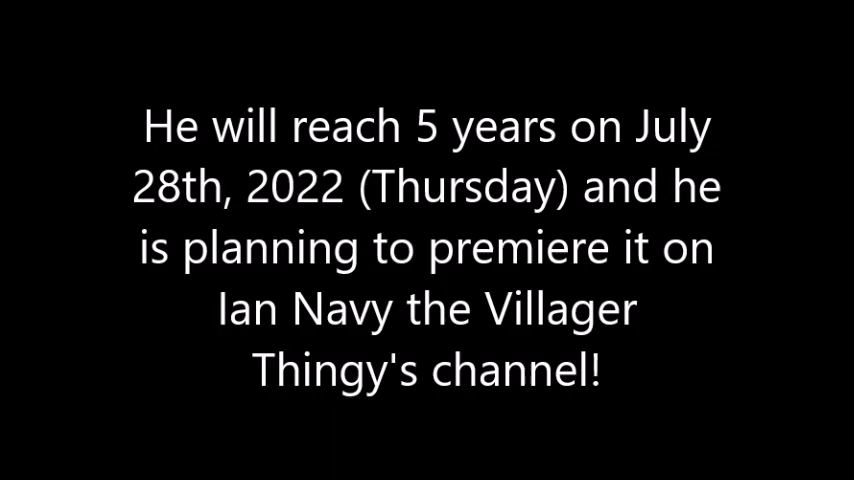 He will reach 5 years on July
28th, 2022 (Thursday) and he
is planning to premiere it on
Ian Navy the Villager
Thingy's channel!